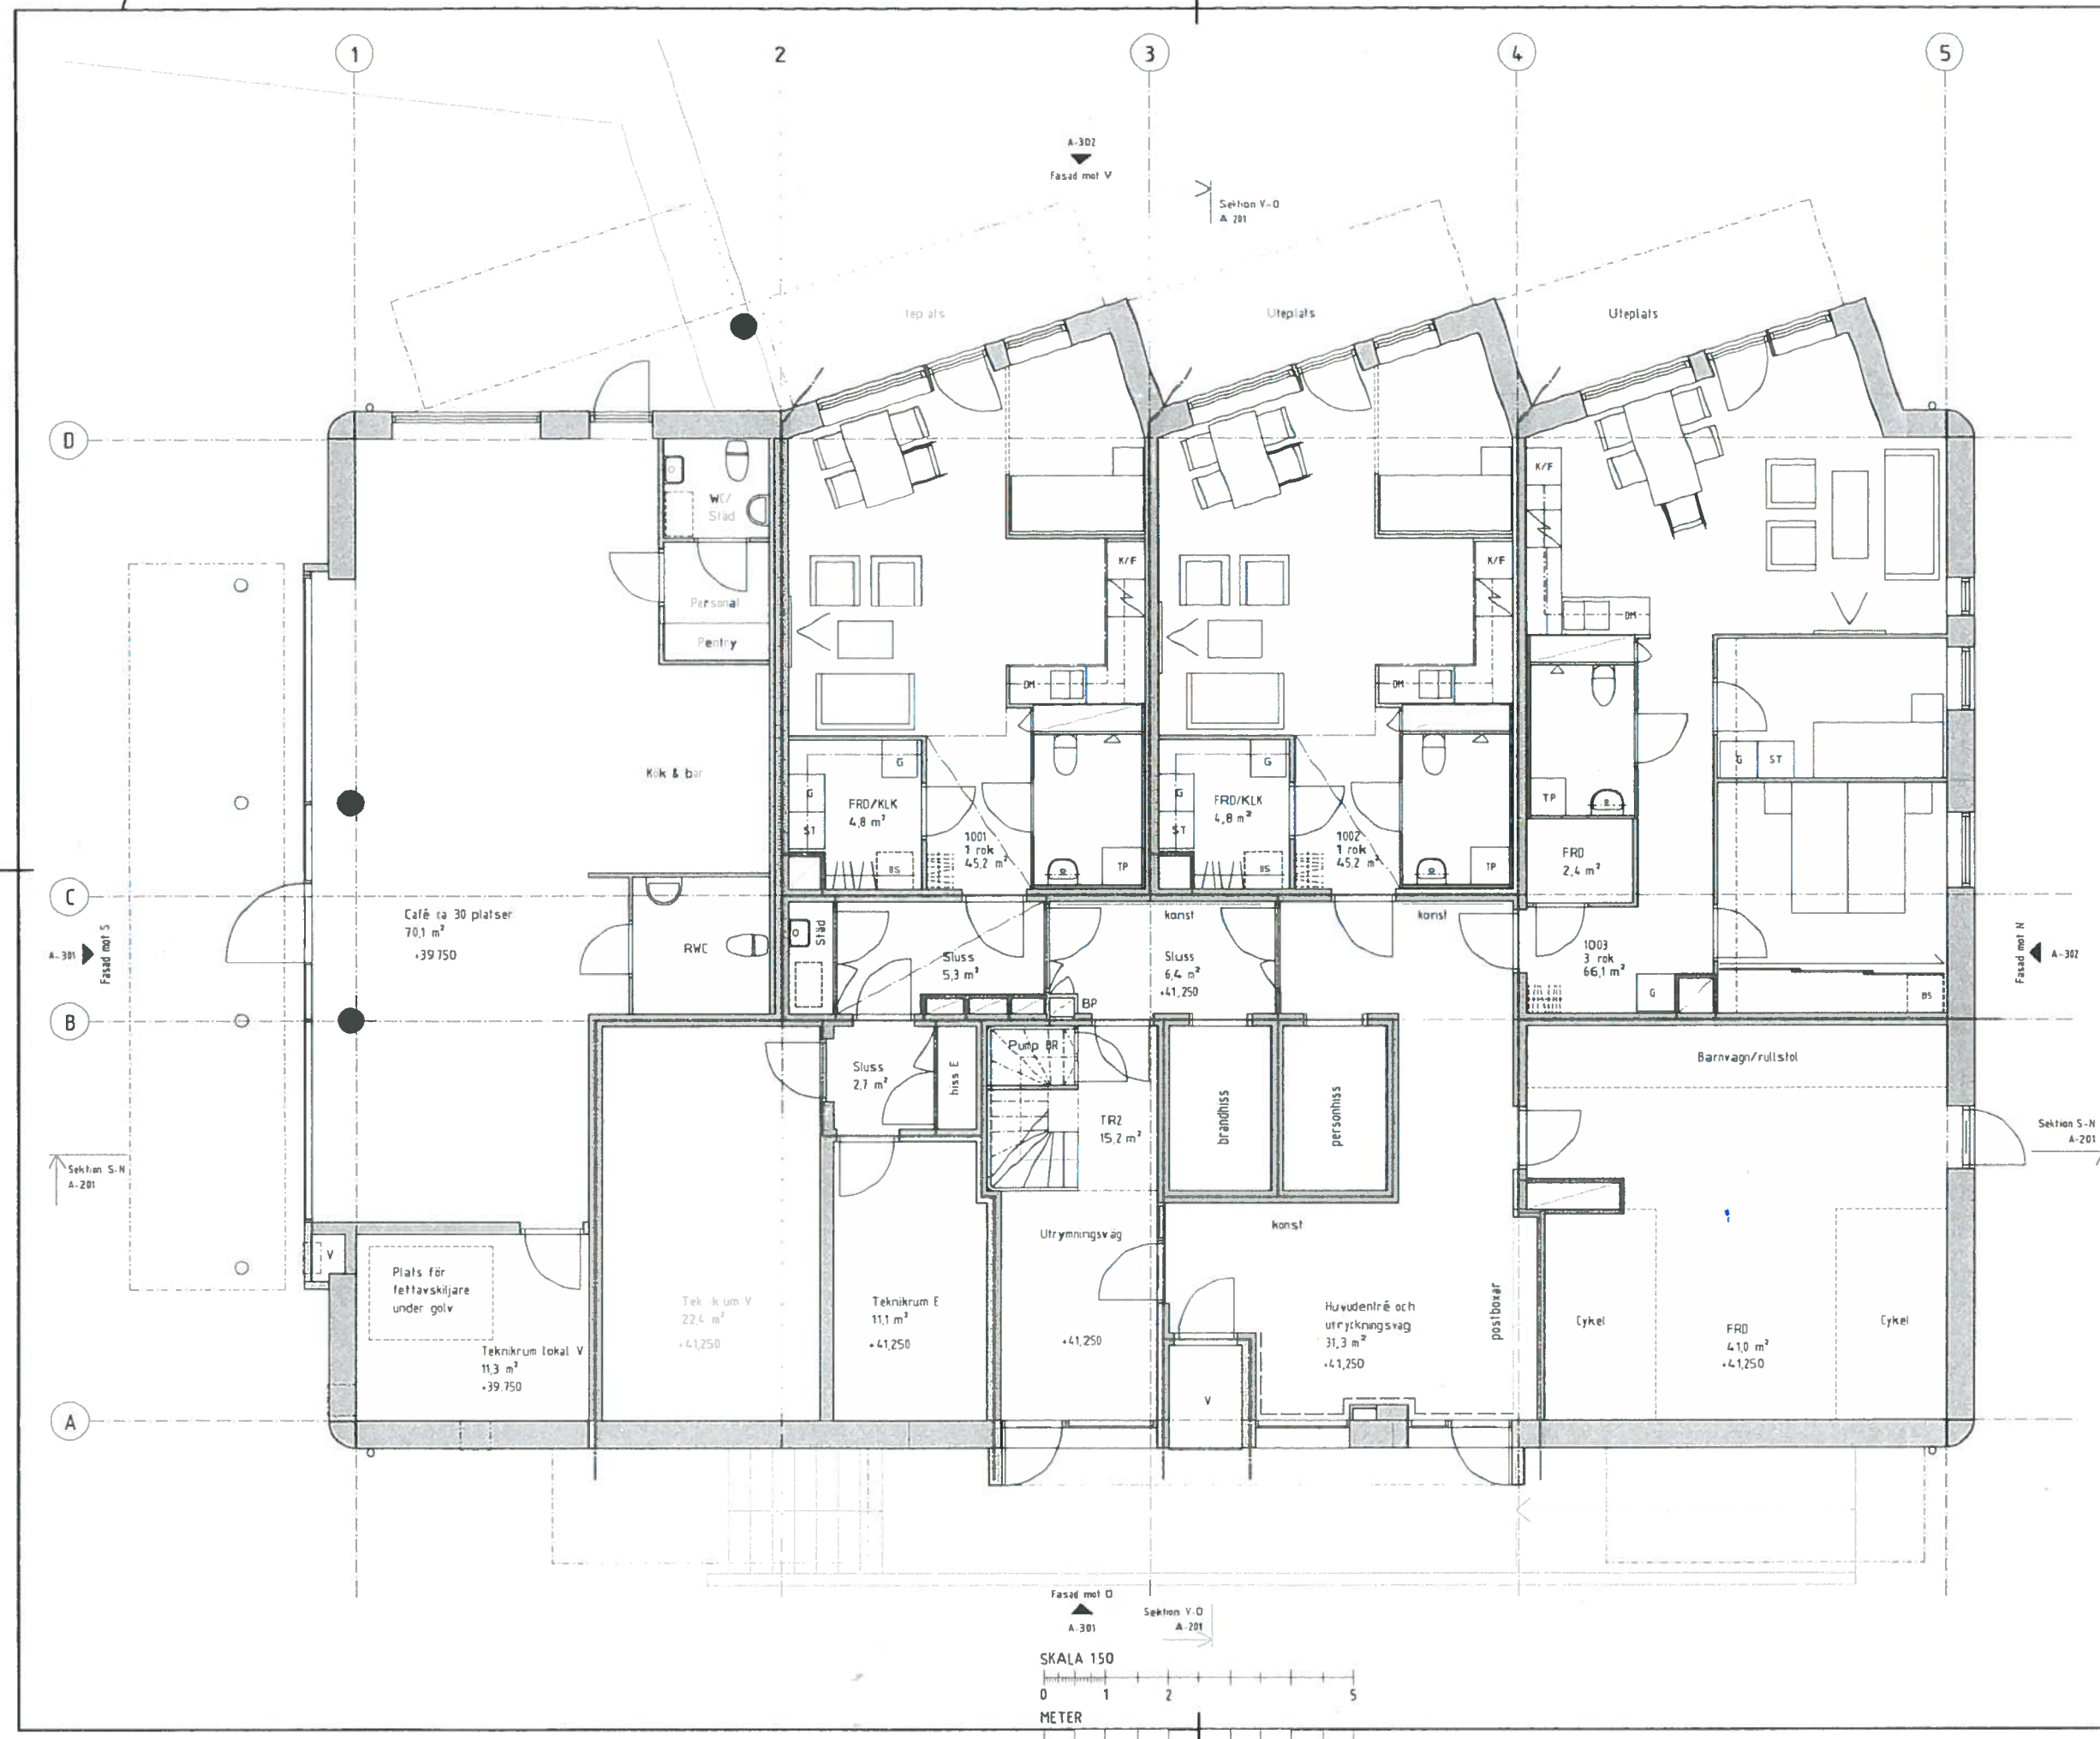 1
2
3
4
5
A-302
Fasad mot V
Sektion V-O
A 201
Uteplats
Uteplats
D
K/F
WC/
Städ
K/F
K/F
Personal
DM
Pentry
DM
DM
Kök & bar
G
G
G
ST
G
FRD/KLK
4,8 m²
G
FRD/KLK
4,8 m²
TP
ST
ST
1001
1 rok
45,2 m²
1002
1 rok
45,2 m²
FRD
2,4 m²
BS
TP
BS
TP
C
Café ca 30 platser
70,1 m²
+39 750
konst
konst
A-301
Fasad mot S
RWC
Städ
Sluss
5,3 m²
Sluss
6,4 m²
+41,250
1003
3 rok
66,1 m²
Fasad mot N
A-302
G
BS
BP
B
Pump BR
Barnvagn/rullstol
Sluss
2,7 m²
hiss E
TR2
15,2 m²
brandhiss
personhiss
Sektion S-N
A-201
Sektion S-N
A-201
Utrymningsväg
konst
V
Plats för
fettavskiljare
under golv
22,4 m²
+41,250
Teknikrum E
11,1 m²
+41,250
+41,250
Huvudentré och
utryckningsväg
31,3 m²
+41,250
postboxar
Cykel
FRD
41,0 m²
+41,250
Cykel
Teknikrum lokal V
11,3 m²
+39.750
V
A
Fasad mot O
A-301
Sektion V-O
A-201
SKALA 150
0 1 2 5
METER